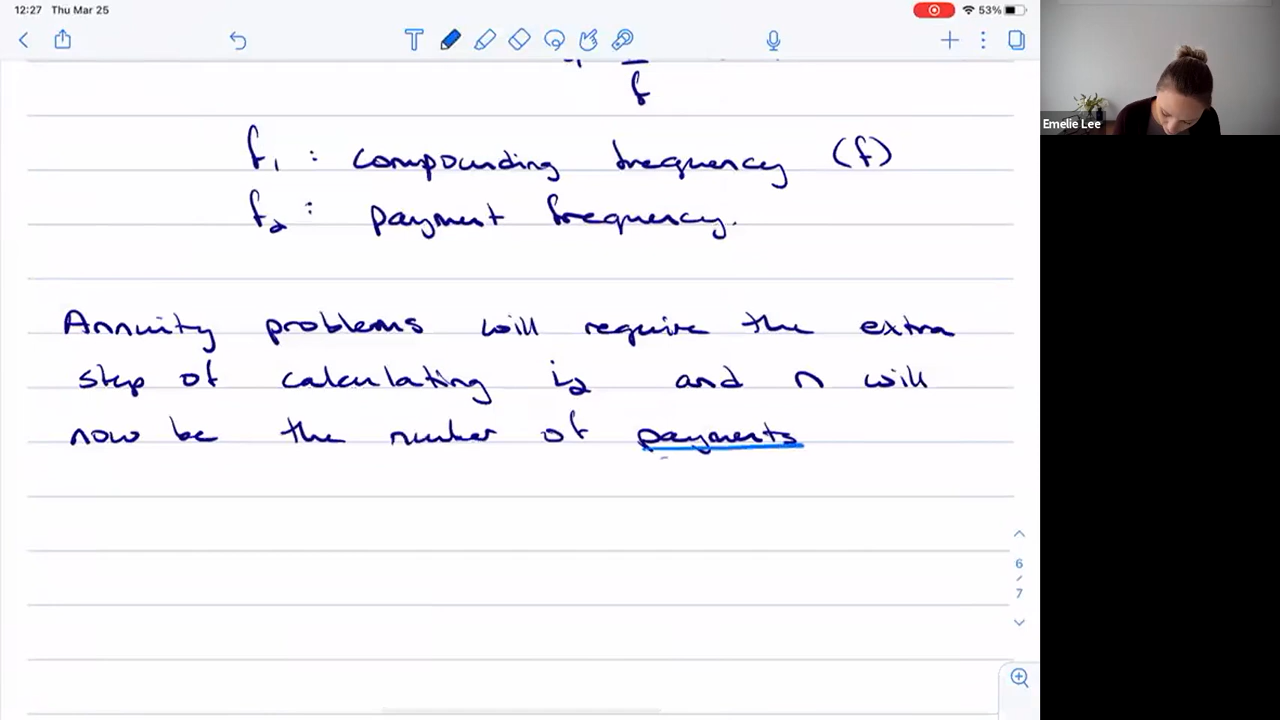 12:27 Thu Mar 25
53%
T
f
f₁ : compounding frequency (f)
f₂ : payment frequency.
Annuity problems will require the extra
step of calculating i₂ and n will
now be the number of payments
6
/
7
Emelie Lee